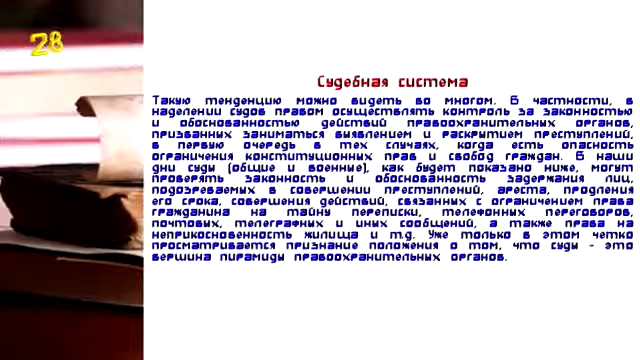 28
Судебная система
Такую тенденцию можно видеть во многом. В частности, в
наделении судов правом осуществлять контроль за законностью
и обоснованностью действий правоохранительных органов,
призванных заниматься выявлением и раскрытием преступлений,
в первую очередь в тех случаях, когда есть опасность
ограничения конституционных прав и свобод граждан. В наши
дни суды (общие и военные), как будет показано ниже, могут
проверять законность и обоснованность задержания лиц,
подозреваемых в совершении преступлений, ареста, продления
его срока, совершения действий, связанных с ограничением права
гражданина на тайну переписки, телефонных переговоров,
почтовых, телеграфных и иных сообщений, а также права на
неприкосновенность жилища и т.д. Уже только в этом четко
просматривается признание положения о том, что суды - это
вершина пирамиды правоохранительных органов.